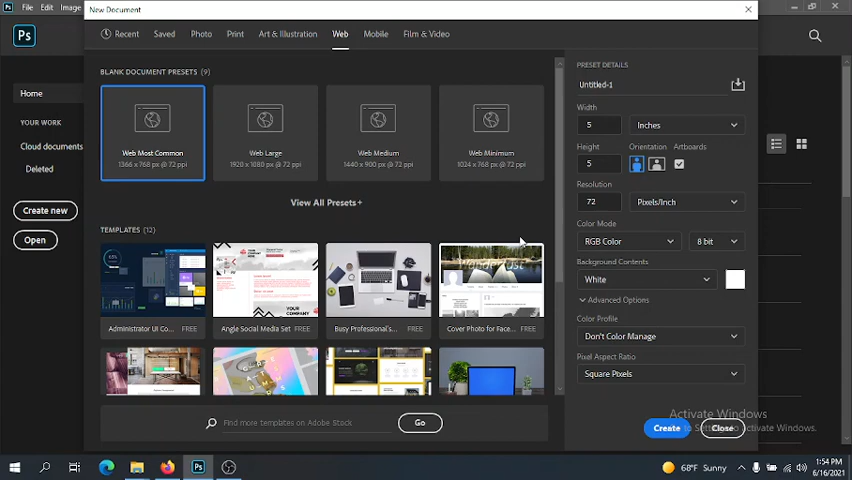 Ps File Edit Image
New Document
Ps
Recent Saved Photo Print Art & Illustration Web Mobile Film & Video
Home
YOUR WORK
Cloud documents
Deleted
Create new
Open
BLANK DOCUMENT PRESETS (9)
Web Most Common
1366 x 768 px @ 72 ppi
Web Large
1920 x 1080 px @ 72 ppi
Web Medium
1440 x 900 px @ 72 ppi
Web Minimum
1024 x 768 px @ 72 ppi
View All Presets+
TEMPLATES (12)
YOUR COMPANY
Wanderlust
Administrator UI Co... FREE
Angle Social Media Set FREE
Busy Professional's... FREE
Cover Photo for Face... FREE
Find more templates on Adobe Stock
Go
PRESET DETAILS
Untitled-1
Width
5 Inches
Height Orientation Artboards
5
Resolution
72 Pixels/Inch
Color Mode
RGB Color 8 bit
Background Contents
White
Advanced Options
Color Profile
Don't Color Manage
Pixel Aspect Ratio
Square Pixels
Activate Windows
Create Close
68°F Sunny
1:54 PM
6/16/2021